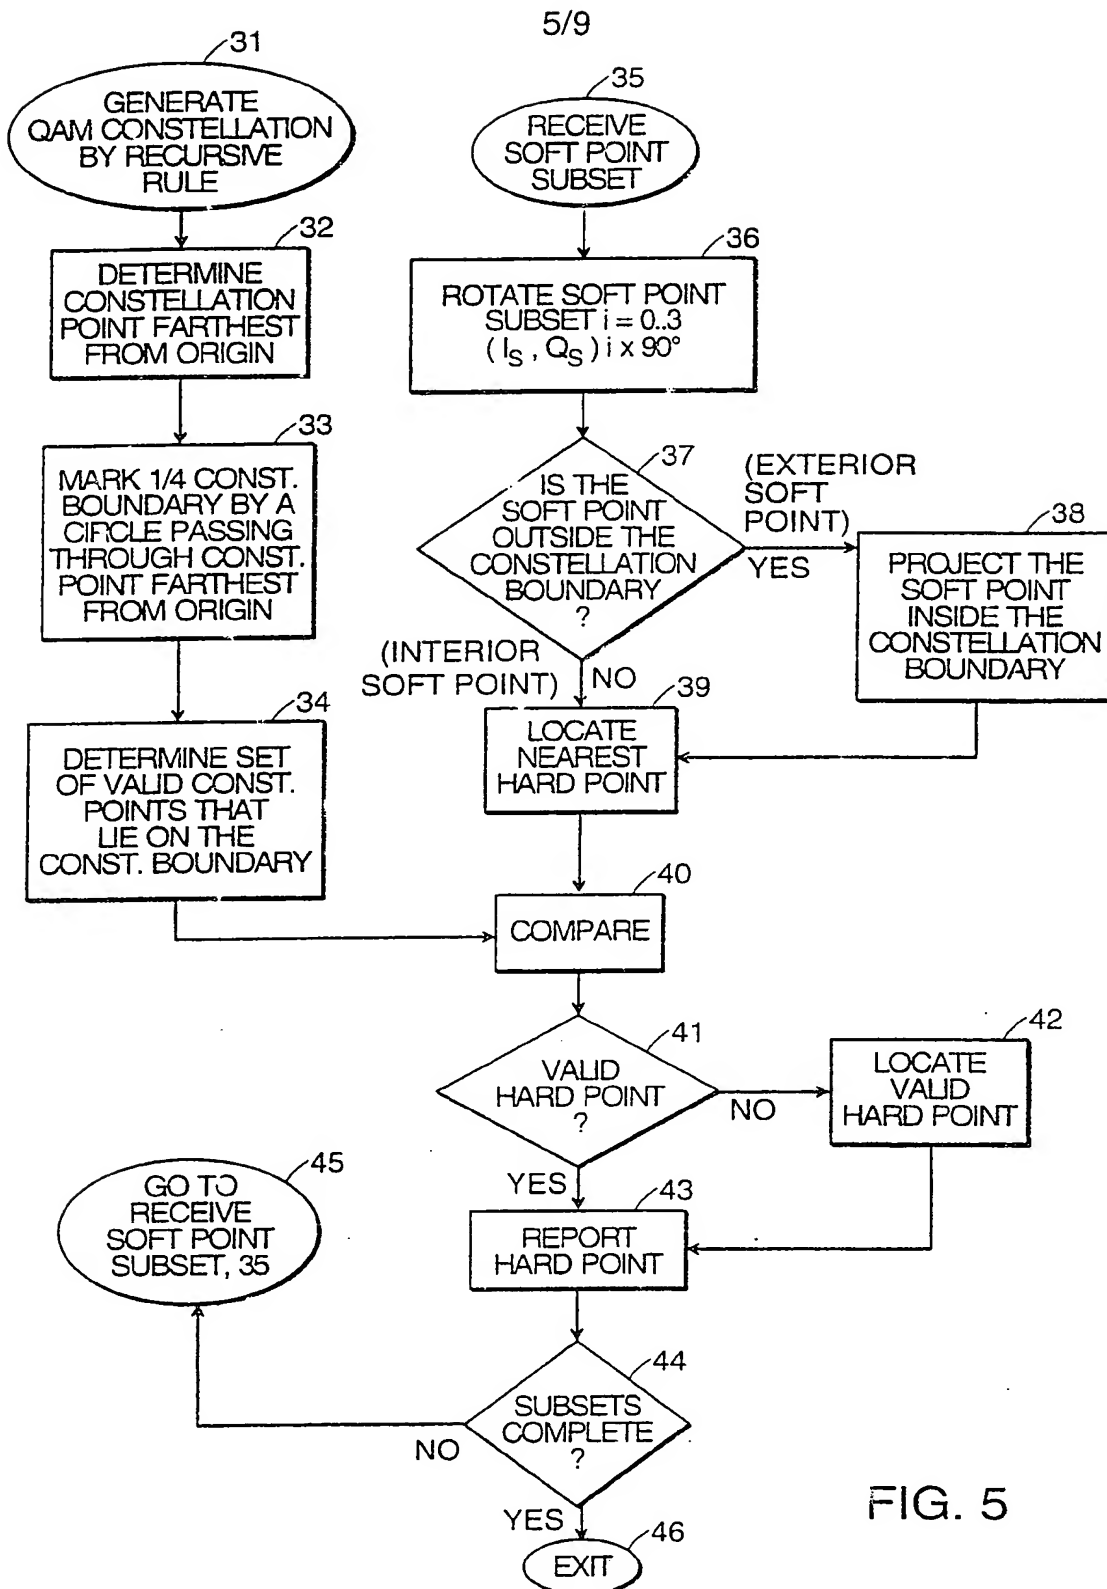 5/9
31
GENERATE
QAM CONSTELLATION
BY RECURSIVE
RULE
32
DETERMINE
CONSTELLATION
POINT FARTHEST
FROM ORIGIN
33
MARK 1/4 CONST.
BOUNDARY BY A
CIRCLE PASSING
THROUGH CONST.
POINT FARTHEST
FROM ORIGIN
34
DETERMINE SET
OF VALID CONST.
POINTS THAT
LIE ON THE
CONST. BOUNDARY
35
RECEIVE
SOFT POINT
SUBSET
36
ROTATE SOFT POINT
SUBSET i = 0..3
( I_S , Q_S ) i x 90°
37
IS THE
SOFT POINT
OUTSIDE THE
CONSTELLATION
BOUNDARY
?
(EXTERIOR
SOFT
POINT)
YES
38
PROJECT THE
SOFT POINT
INSIDE THE
CONSTELLATION
BOUNDARY
(INTERIOR
SOFT POINT)
NO
39
LOCATE
NEAREST
HARD POINT
40
COMPARE
41
VALID
HARD POINT
?
NO
42
LOCATE
VALID
HARD POINT
YES
43
REPORT
HARD POINT
44
SUBSETS
COMPLETE
?
NO
45
GO TO
RECEIVE
SOFT POINT
SUBSET, 35
YES
46
EXIT
FIG. 5